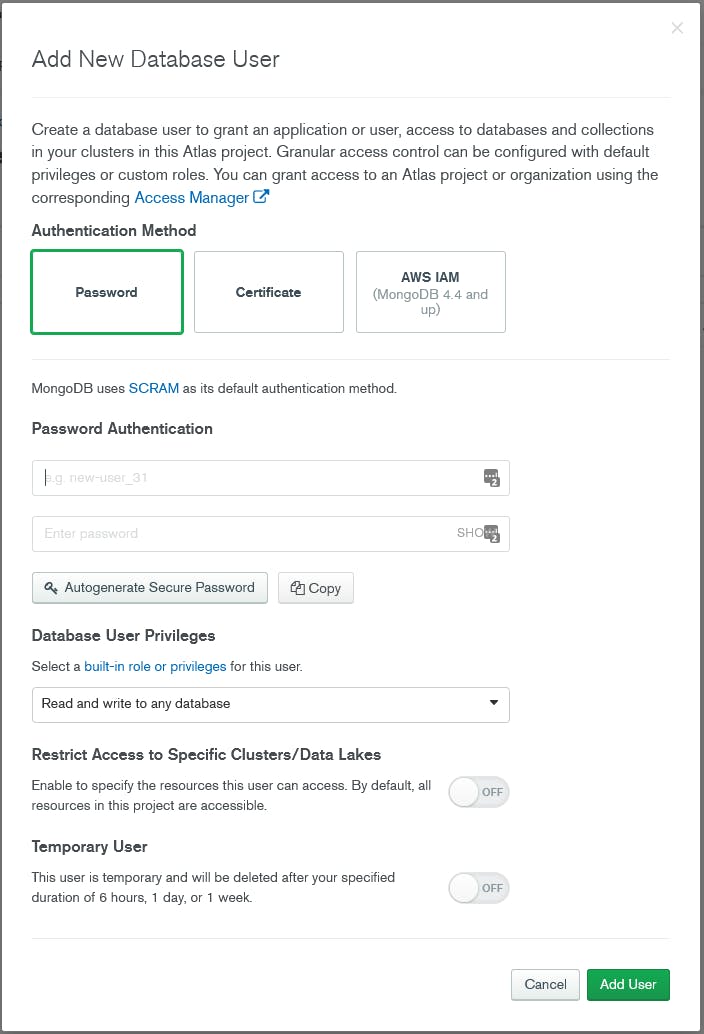 Add New Database User
Create a database user to grant an application or user, access to databases and collections
in your clusters in this Atlas project. Granular access control can be configured with default
privileges or custom roles. You can grant access to an Atlas project or organization using the
corresponding Access Manager
Authentication Method
Password
Certificate
AWS IAM
(MongoDB 4.4 and
up)
MongoDB uses SCRAM as its default authentication method.
Password Authentication
e.g. new-user_31
2
Enter password
SHO
2
Autogenerate Secure Password
Copy
Database User Privileges
Select a built-in role or privileges for this user.
Read and write to any database
Restrict Access to Specific Clusters/Data Lakes
Enable to specify the resources this user can access. By default, all
resources in this project are accessible.
OFF
Temporary User
This user is temporary and will be deleted after your specified
duration of 6 hours, 1 day, or 1 week.
OFF
Cancel
Add User